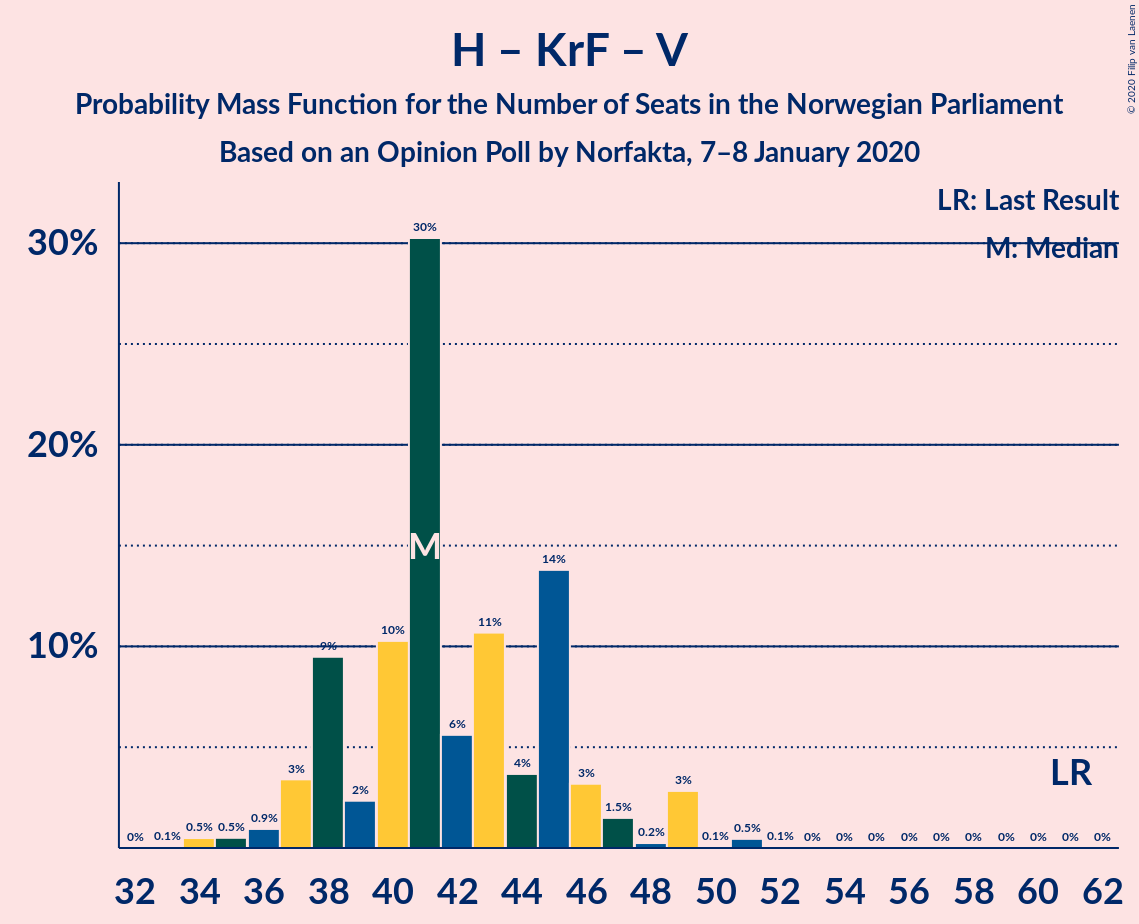 H – KrF – V
Probability Mass Function for the Number of Seats in the Norwegian Parliament
Based on an Opinion Poll by Norfakta, 7–8 January 2020
© 2020 Filip van Laenen
LR: Last Result
M: Median
30%
20%
10%
0% 0.1% 0.5% 0.5% 0.9% 3% 9% 2% 10% 30% 6% 11% 4% 14% 3% 1.5% 0.2% 3% 0.1% 0.5% 0.1% 0% 0% 0% 0% 0% 0% 0% 0% 0% 0%
M
LR
32 34 36 38 40 42 44 46 48 50 52 54 56 58 60 62